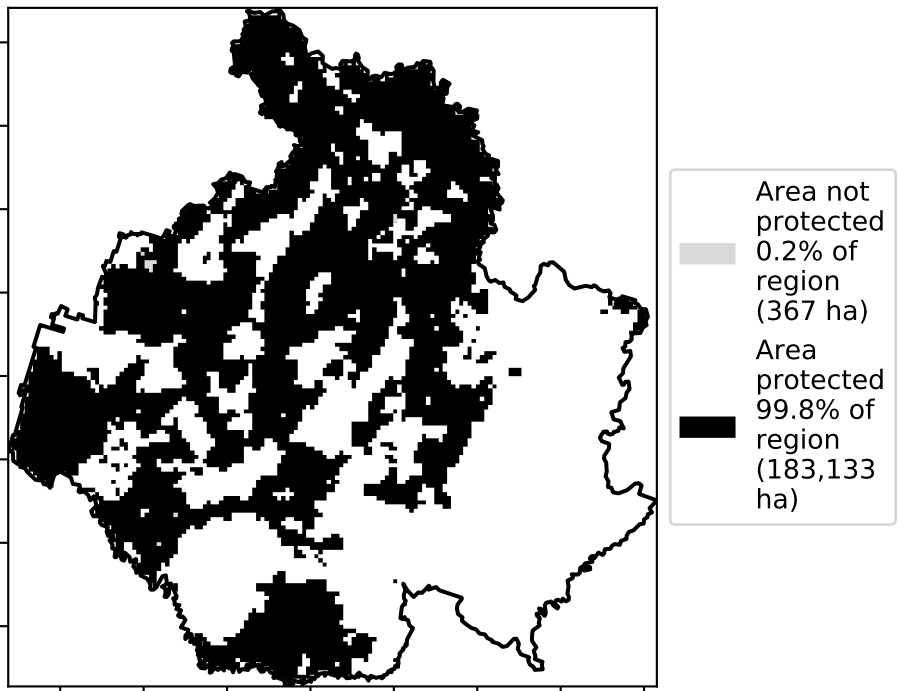 Area not
protected
0.2% of
region
(367 ha)
Area
protected
99.8% of
region
(183,133
ha)